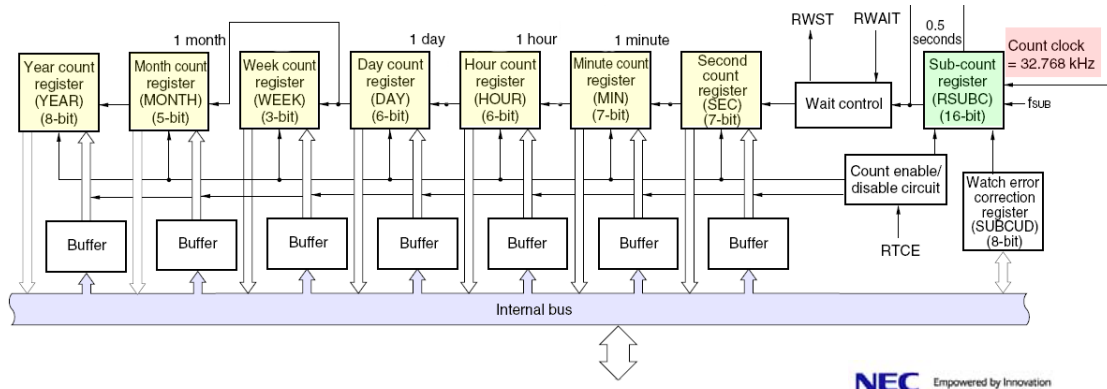 1 month
1 day
1 hour
1 minute
RWST
RWAIT
0.5
seconds
Count clock
= 32.768 kHz
Year count
register
(YEAR)
(8-bit)
Month count
register
(MONTH)
(5-bit)
Week count
register
(WEEK)
(3-bit)
Day count
register
(DAY)
(6-bit)
Hour count
register
(HOUR)
(6-bit)
Minute count
register
(MIN)
(7-bit)
Second
count
register
(SEC)
(7-bit)
Wait control
Sub-count
register
(RSUBC)
(16-bit)
fSUB
Count enable/
disable circuit
Watch error
correction
register
(SUBCUD)
(8-bit)
Buffer
Buffer
Buffer
Buffer
Buffer
Buffer
Buffer
RTCE
Internal bus
NEC Empowered by Innovation